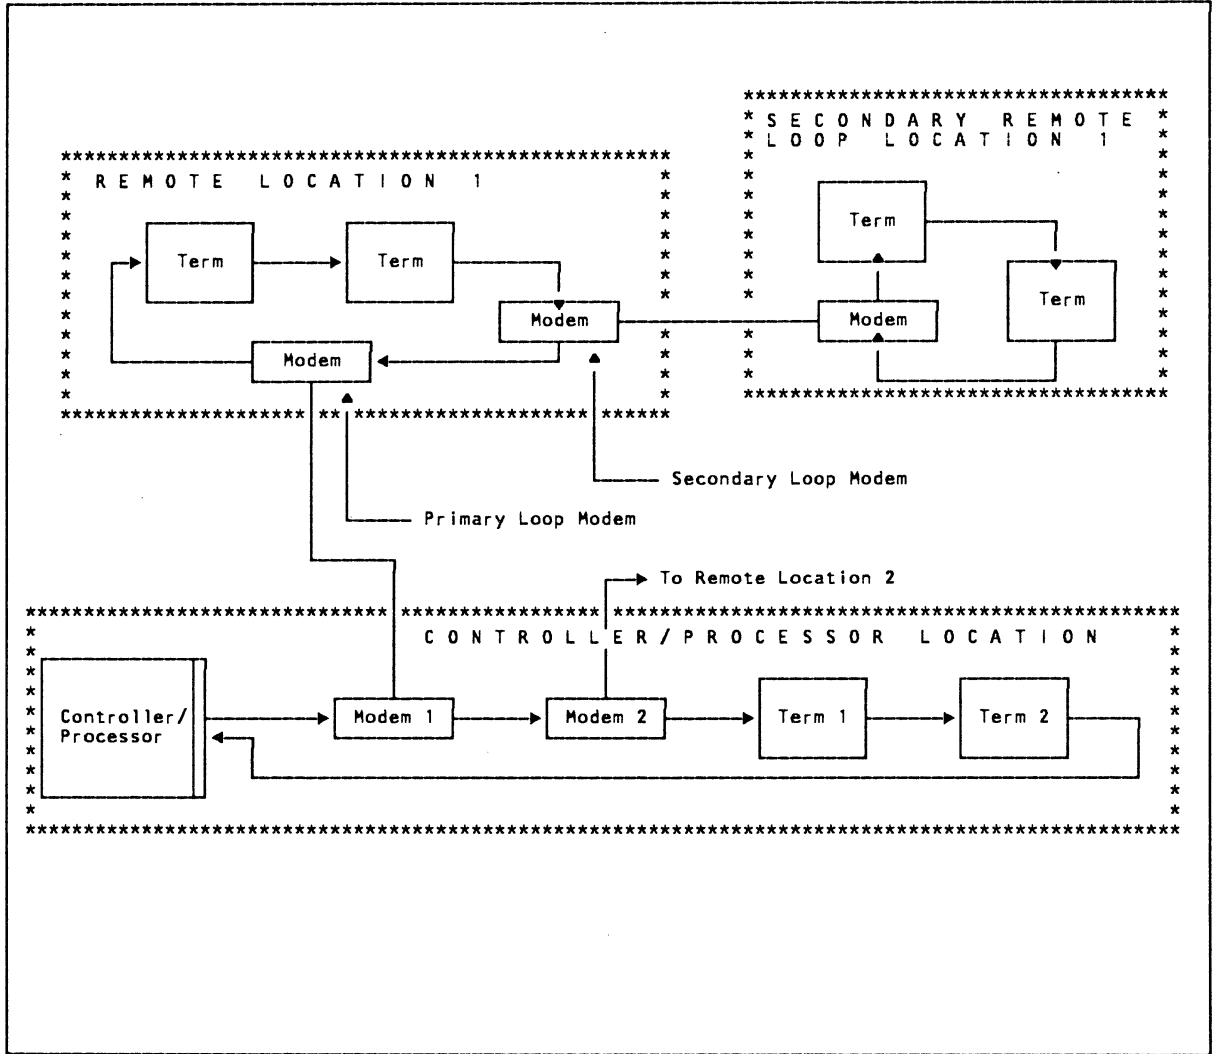 SECONDARY REMOTE
LOOP LOCATION 1
REMOTE LOCATION 1
Term
Term
Term
Term
Modem
Modem
Modem
Secondary Loop Modem
Primary Loop Modem
To Remote Location 2
CONTROLLER/PROCESSOR LOCATION
Controller/
Processor
Modem 1
Modem 2
Term 1
Term 2